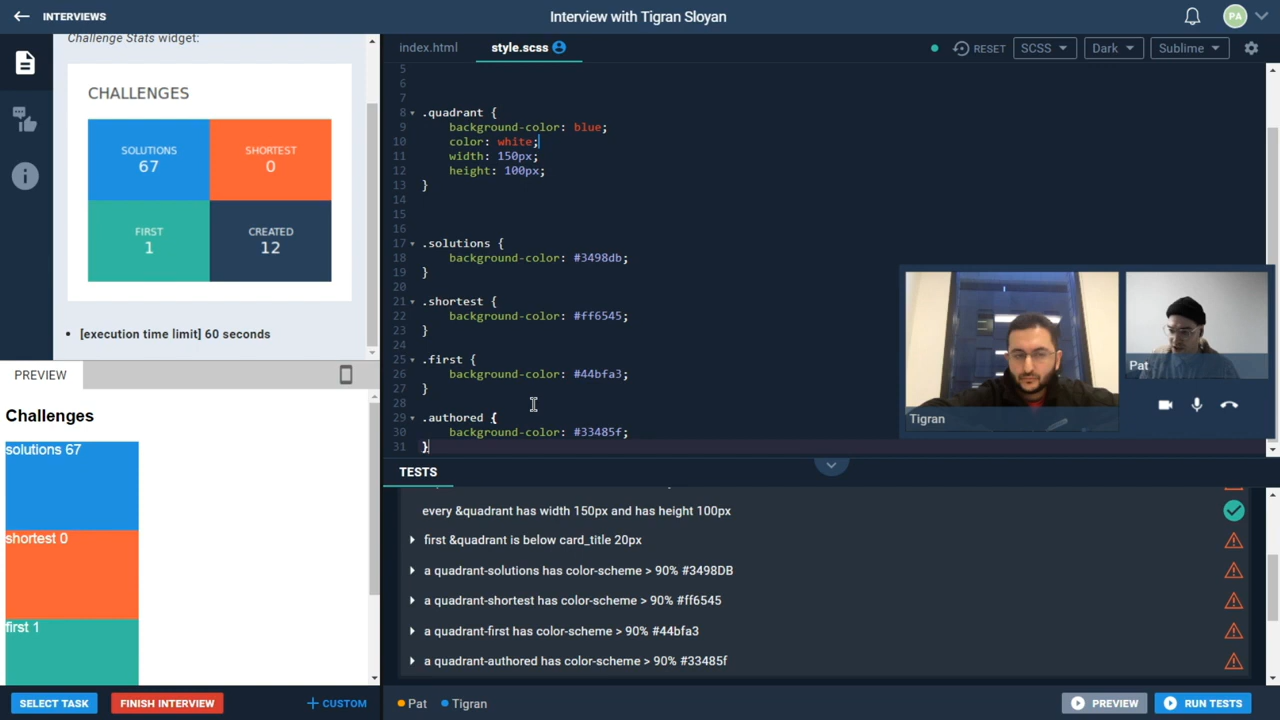 INTERVIEWS
Interview with Tigran Sloyan
PA
Challenge Stats widget:
CHALLENGES
SOLUTIONS
67
SHORTEST
0
FIRST
1
CREATED
12
[execution time limit] 60 seconds
PREVIEW
Challenges
solutions 67
shortest 0
first 1
SELECT TASK
FINISH INTERVIEW
+ CUSTOM
index.html
style.scss
RESET
SCSS
Dark
Sublime
5
6
7
8 .quadrant {
9 background-color: blue;
10 color: white;
11 width: 150px;
12 height: 100px;
13 }
14
15
16
17 .solutions {
18 background-color: #3498db;
19 }
20
21 .shortest {
22 background-color: #ff6545;
23 }
24
25 .first {
26 background-color: #44bfa3;
27 }
28
29 .authored {
30 background-color: #33485f;
31 }
Tigran
Pat
TESTS
every &quadrant has width 150px and has height 100px
first &quadrant is below card_title 20px
a quadrant-solutions has color-scheme > 90% #3498DB
a quadrant-shortest has color-scheme > 90% #ff6545
a quadrant-first has color-scheme > 90% #44bfa3
a quadrant-authored has color-scheme > 90% #33485f
Pat
Tigran
PREVIEW
RUN TESTS